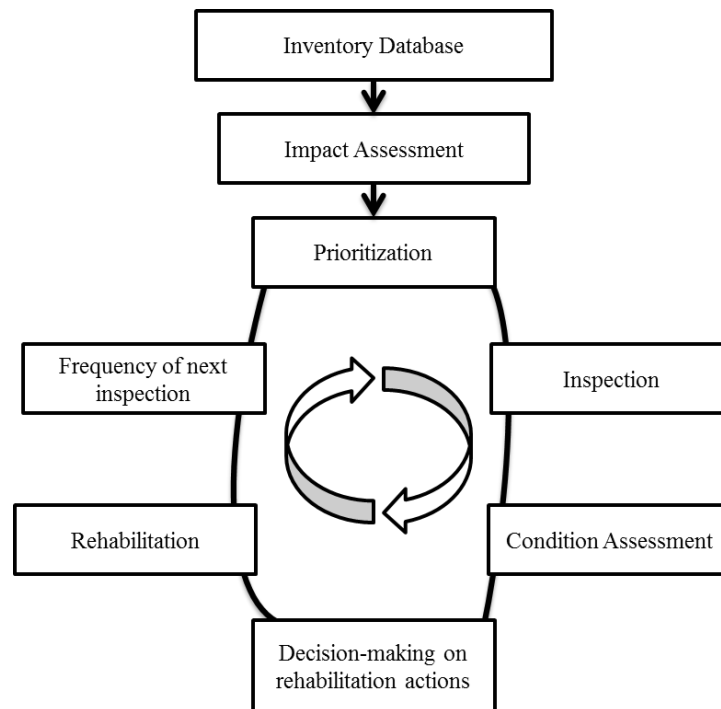 Inventory Database
Impact Assessment
Prioritization
Frequency of next
inspection
Inspection
Rehabilitation
Condition Assessment
Decision-making on
rehabilitation actions